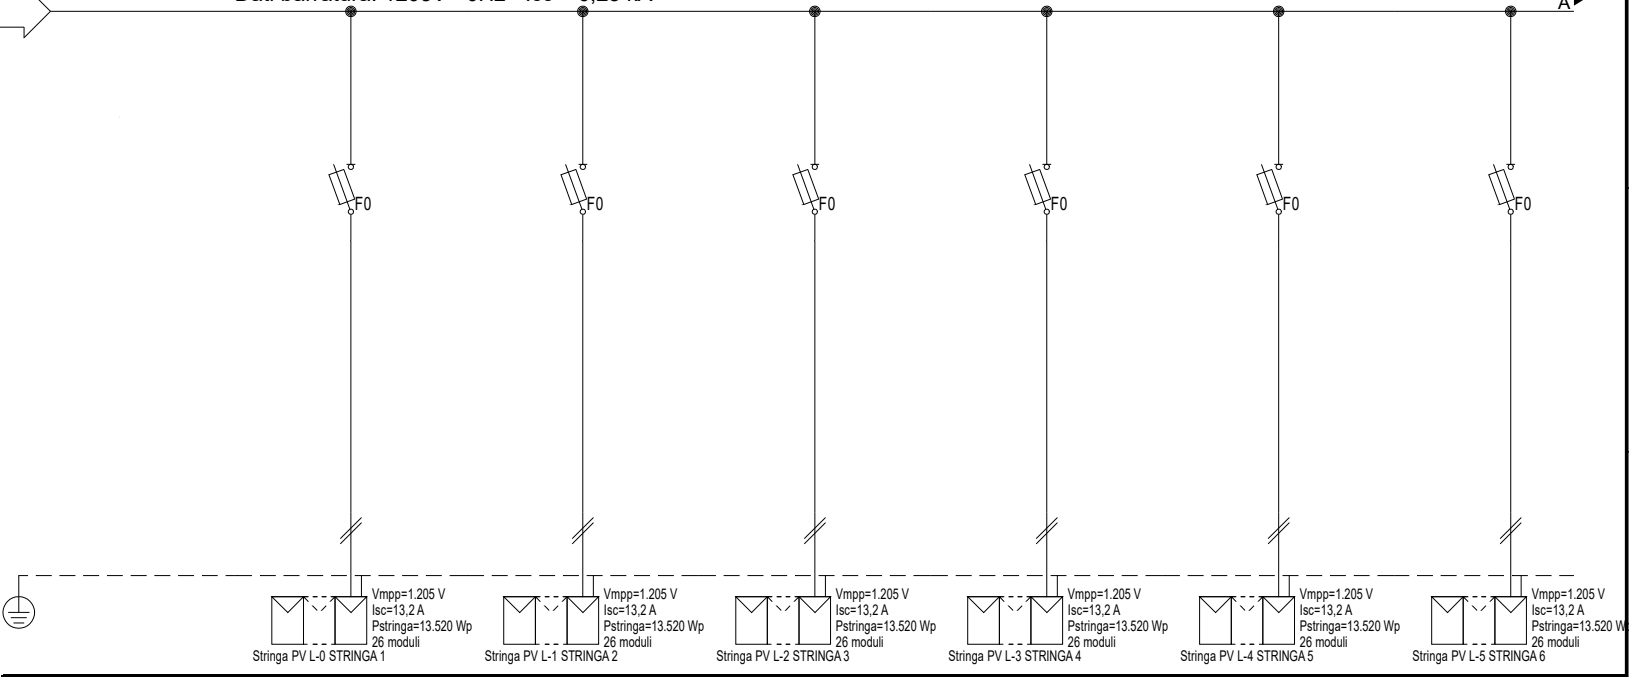 A
F0
F0
F0
F0
F0
F0
Vmpp=1.205 V
Isc=13,2 A
Pstringa=13.520 Wp
26 moduli
Stringa PV L-0 STRINGA 1
Vmpp=1.205 V
Isc=13,2 A
Pstringa=13.520 Wp
26 moduli
Stringa PV L-1 STRINGA 2
Vmpp=1.205 V
Isc=13,2 A
Pstringa=13.520 Wp
26 moduli
Stringa PV L-2 STRINGA 3
Vmpp=1.205 V
Isc=13,2 A
Pstringa=13.520 Wp
26 moduli
Stringa PV L-3 STRINGA 4
Vmpp=1.205 V
Isc=13,2 A
Pstringa=13.520 Wp
26 moduli
Stringa PV L-4 STRINGA 5
Vmpp=1.205 V
Isc=13,2 A
Pstringa=13.520 W
26 moduli
Stringa PV L-5 STRINGA 6